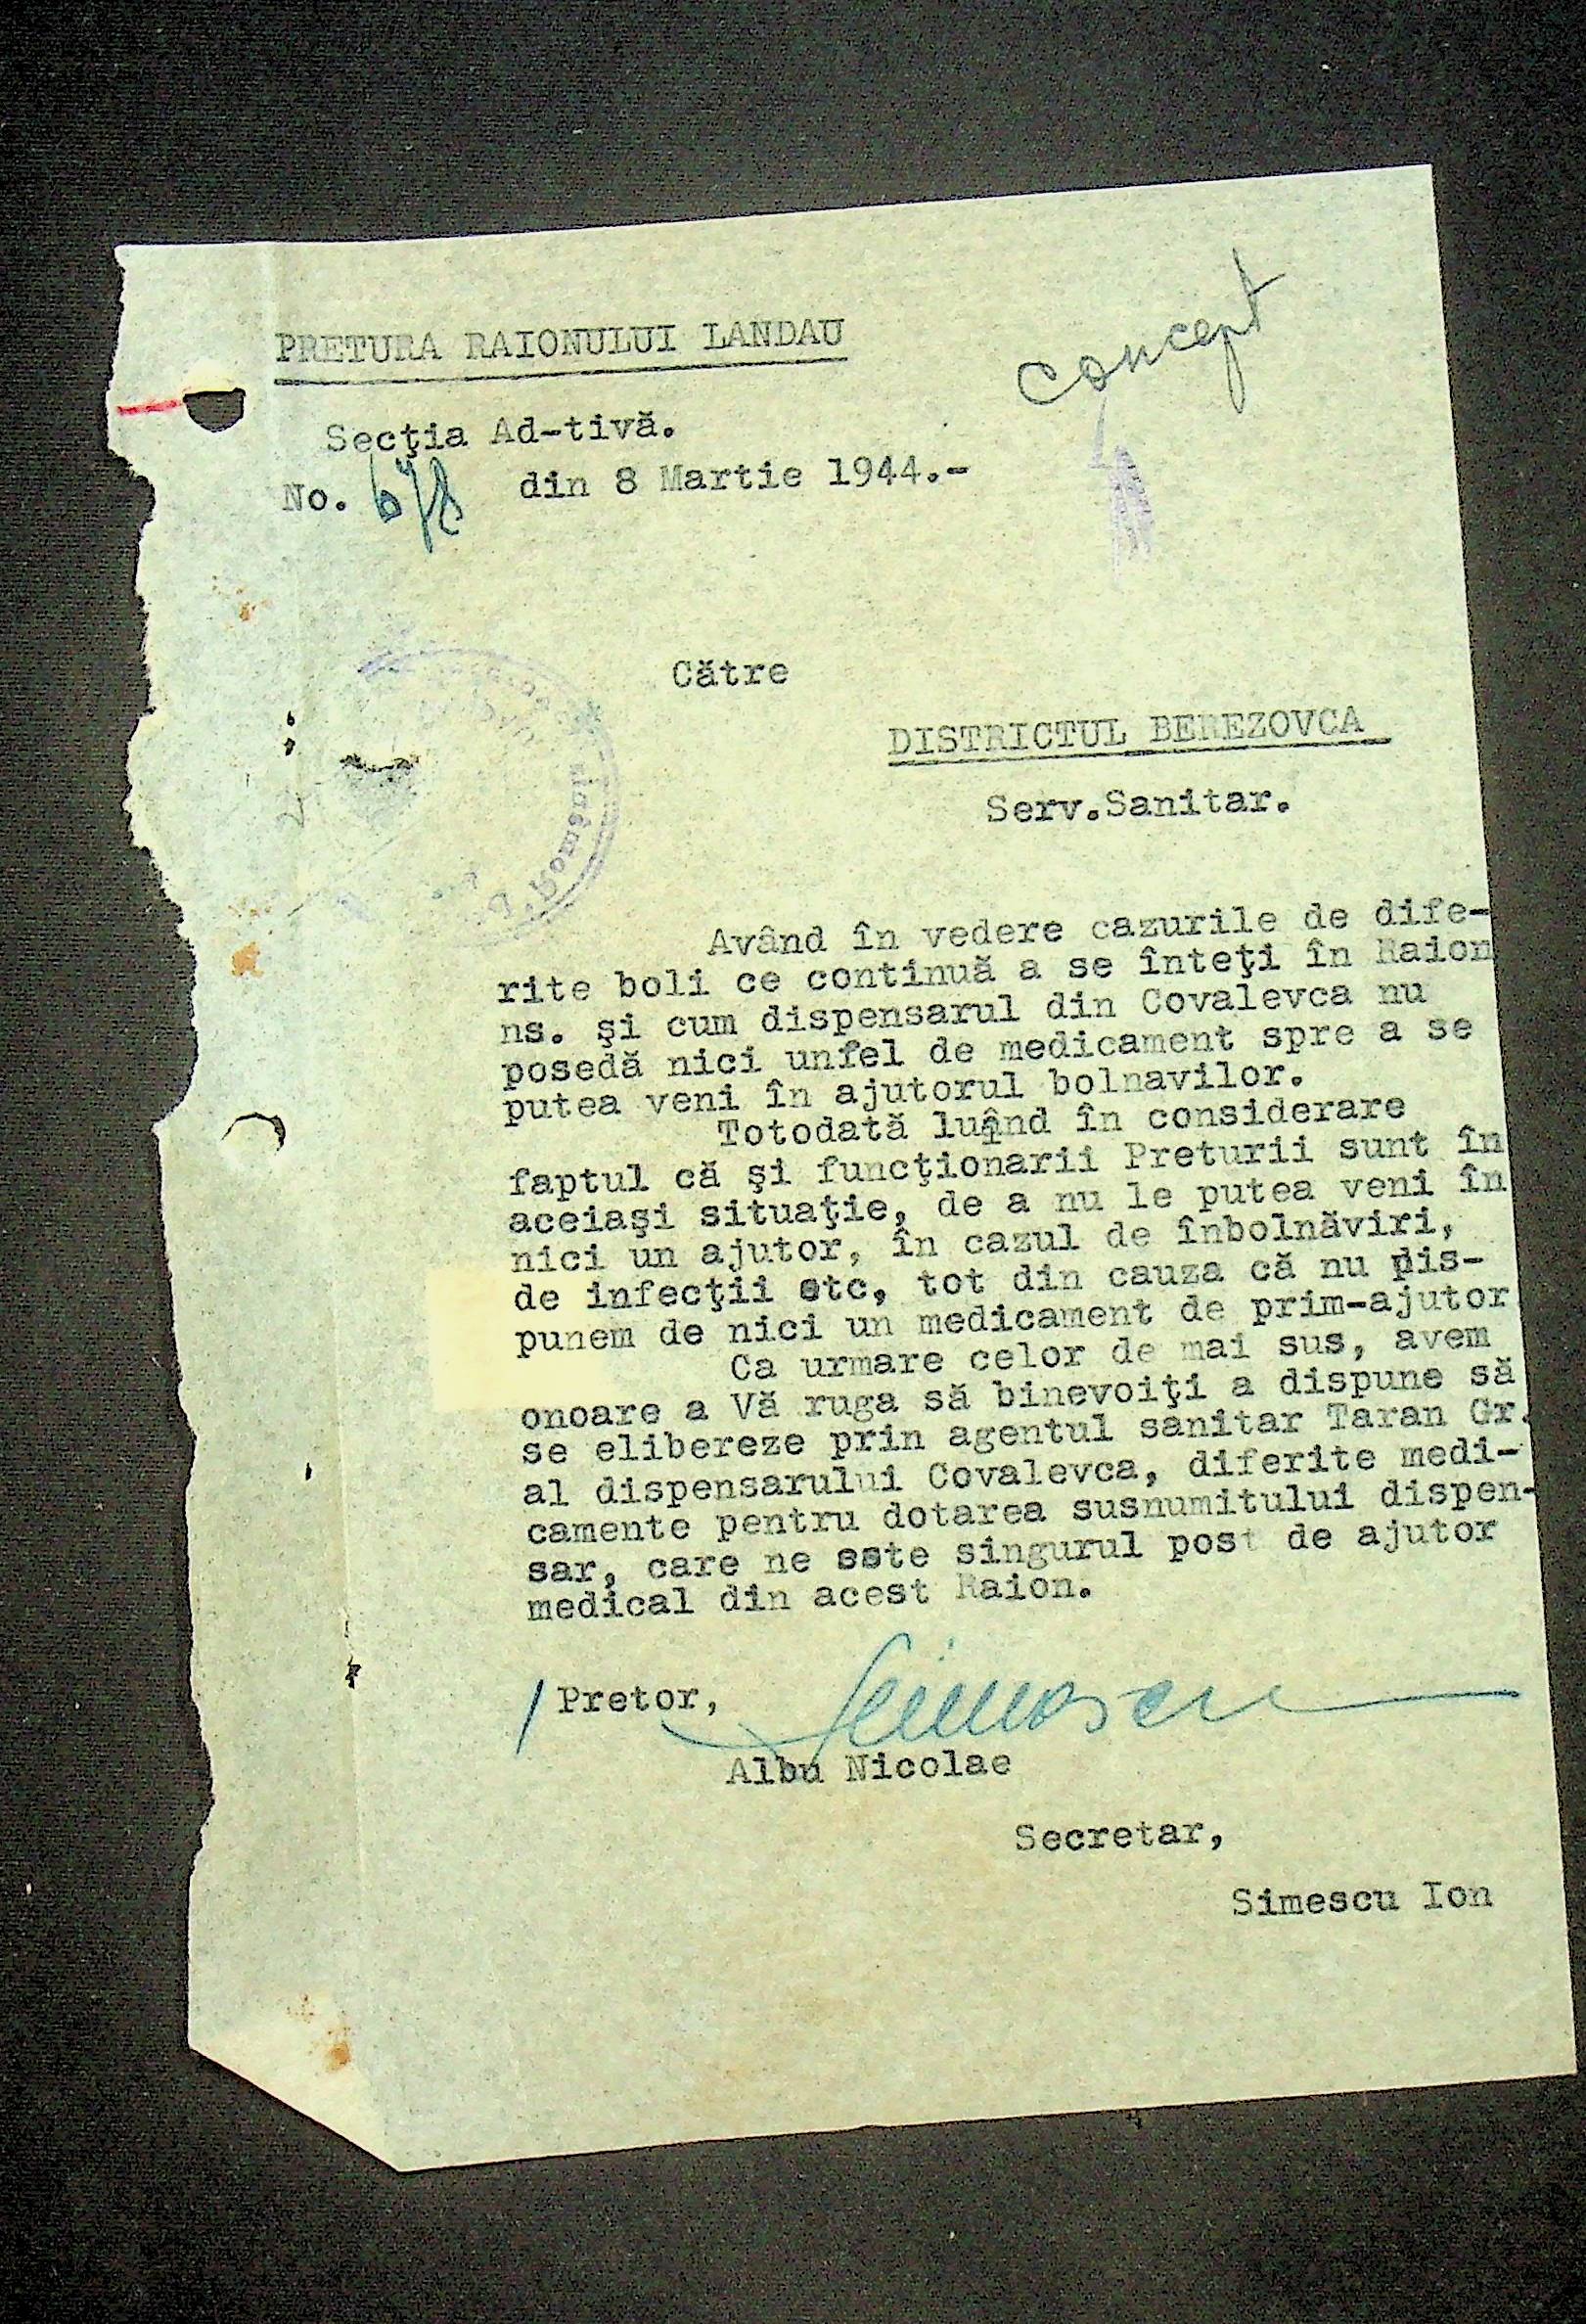 PRETURA RAIONULUI LANDAU
concept
Secţia Ad-tivă.
No. 678 din 8 Martie 1944.-
Către
DISTRICTUL BEREZOVCA
Serv.Sanitar.
Având în vedere cazurile de dife-
rite boli ce continuă a se înteţi în Raion
ns. şi cum dispensarul din Covalevca nu
posedă nici unfel de medicament spre a se
putea veni în ajutorul bolnavilor.
Totodată luând în considerare
faptul că şi funcţionarii Preturii sunt în
aceiaşi situaţie, de a nu le putea veni în
nici un ajutor, în cazul de înbolnăviri,
de infecţii etc, tot din cauza că nu dis-
punem de nici un medicament de prim-ajutor
Ca urmare celor de mai sus, avem
onoare a Vă ruga să binevoiţi a dispune să
se elibereze prin agentul sanitar Taran Gr.
al dispensarului Covalevca, diferite medi-
camente pentru dotarea susnumitului dispen-
sar, care ne este singurul post de ajutor
medical din acest Raion.
/ Pretor,
Albu Nicolae
Secretar,
Simescu Ion